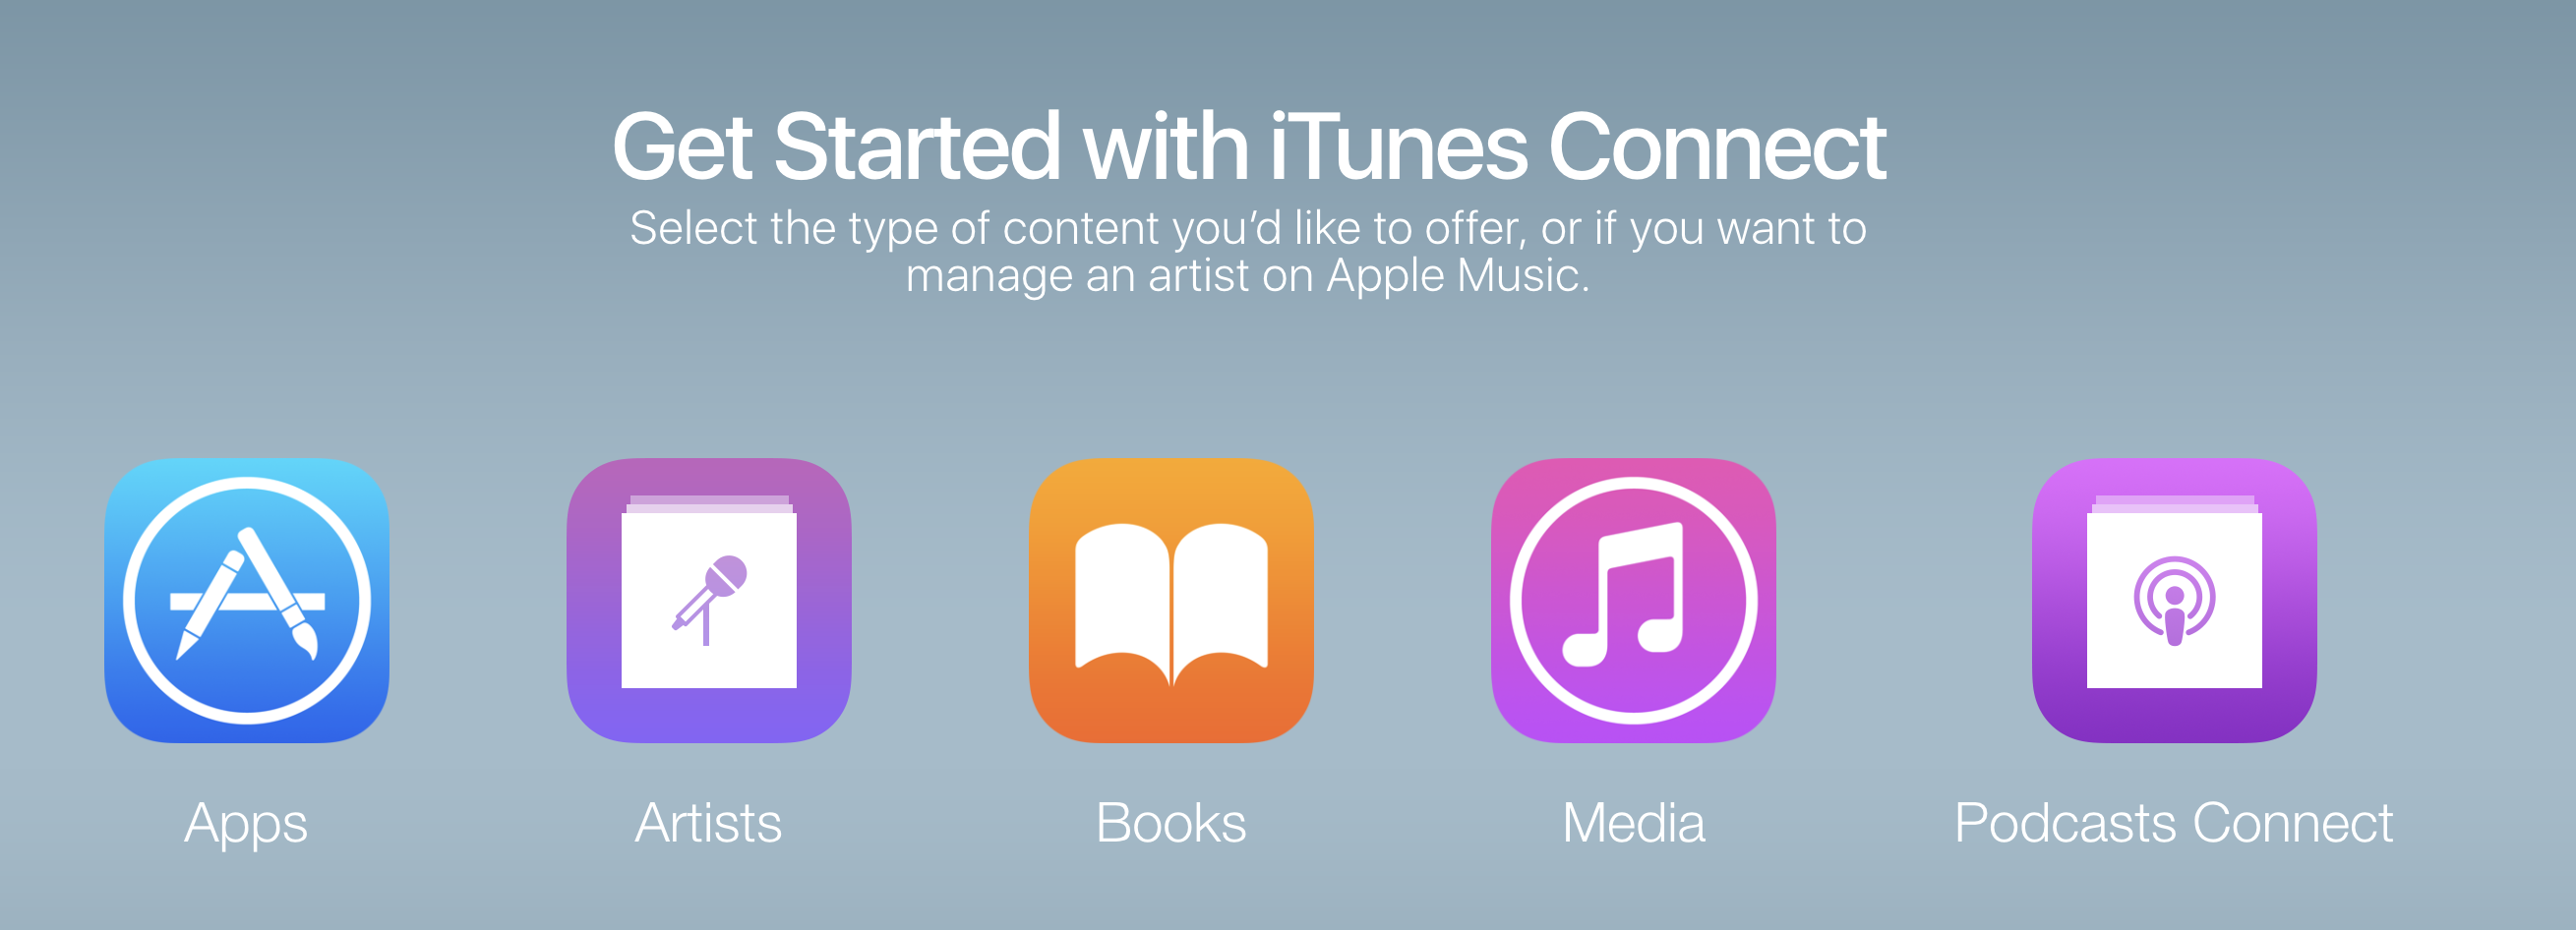 Get Started with iTunes Connect
Select the type of content you’d like to offer, or if you want to
manage an artist on Apple Music.
Apps
Artists
Books
Media
Podcasts Connect